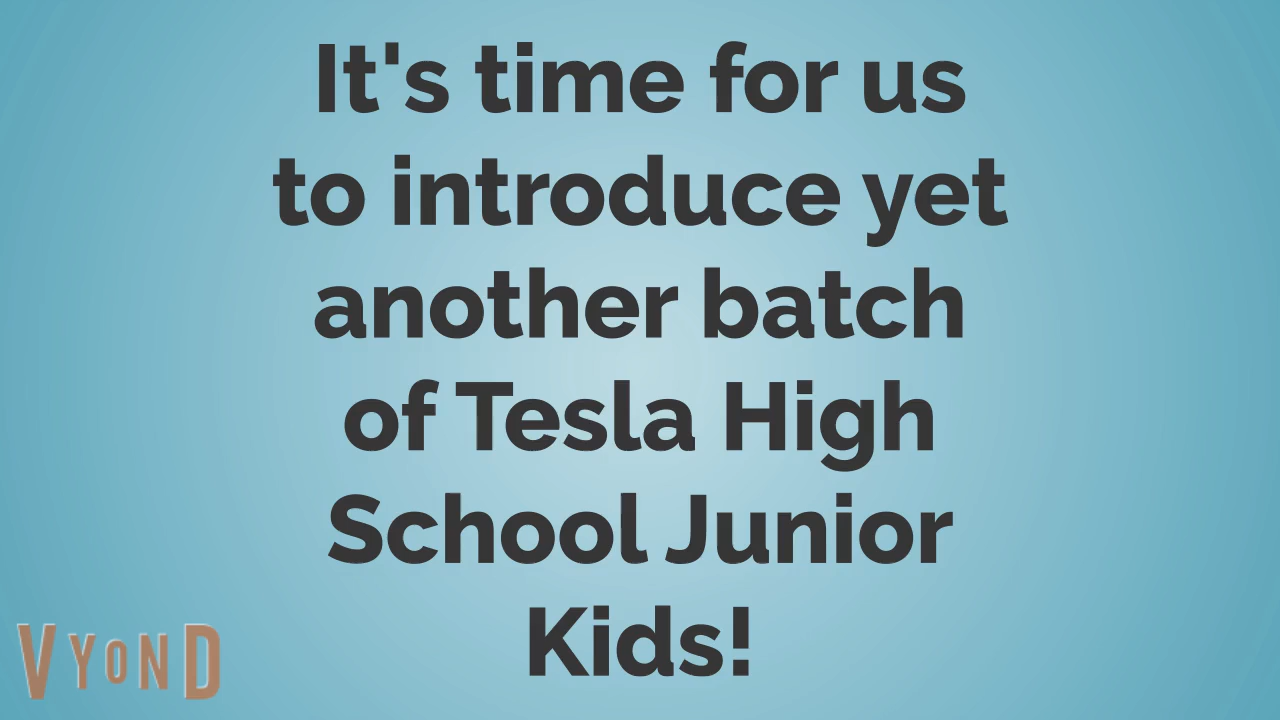 It's time for us
to introduce yet
another batch
of Tesla High
School Junior
Kids!
VYOND